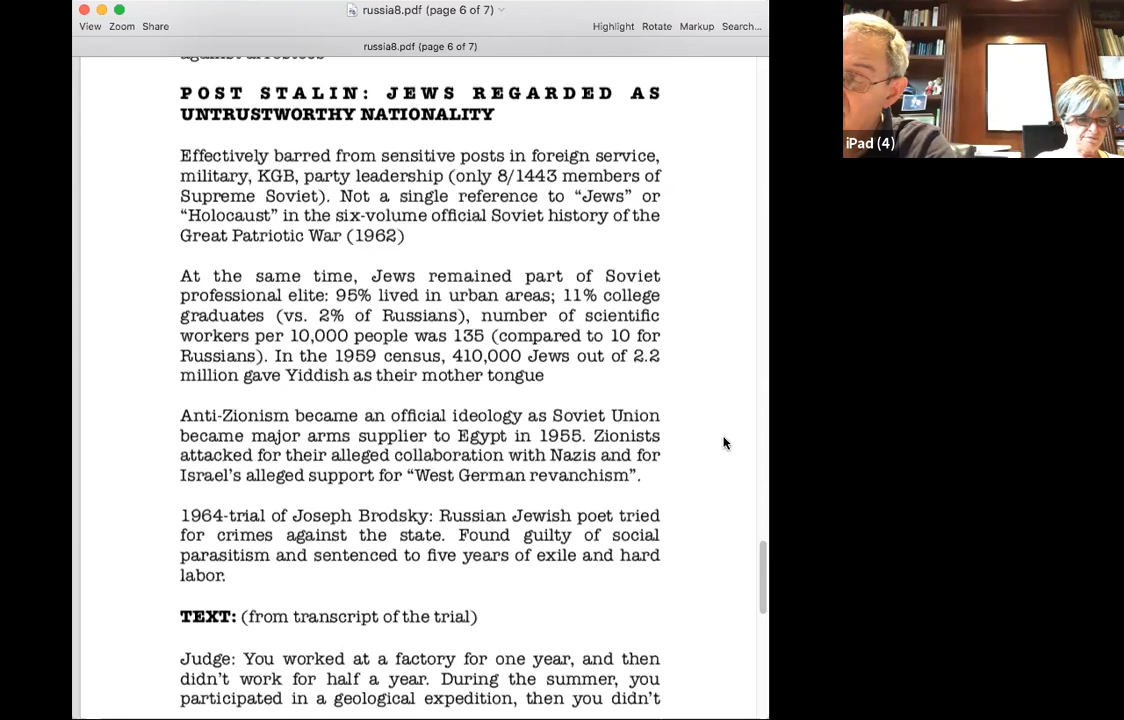 russia8.pdf (page 6 of 7)
View Zoom Share
Highlight Rotate Markup Search...
russia8.pdf (page 6 of 7)
against arrestees
POST STALIN: JEWS REGARDED AS
UNTRUSTWORTHY NATIONALITY
Effectively barred from sensitive posts in foreign service,
military, KGB, party leadership (only 8/1443 members of
Supreme Soviet). Not a single reference to “Jews” or
“Holocaust” in the six-volume official Soviet history of the
Great Patriotic War (1962)
At the same time, Jews remained part of Soviet
professional elite: 95% lived in urban areas; 11% college
graduates (vs. 2% of Russians), number of scientific
workers per 10,000 people was 135 (compared to 10 for
Russians). In the 1959 census, 410,000 Jews out of 2.2
million gave Yiddish as their mother tongue
Anti-Zionism became an official ideology as Soviet Union
became major arms supplier to Egypt in 1955. Zionists
attacked for their alleged collaboration with Nazis and for
Israel’s alleged support for “West German revanchism”.
1964-trial of Joseph Brodsky: Russian Jewish poet tried
for crimes against the state. Found guilty of social
parasitism and sentenced to five years of exile and hard
labor.
TEXT: (from transcript of the trial)
Judge: You worked at a factory for one year, and then
didn’t work for half a year. During the summer, you
participated in a geological expedition, then you didn’t
iPad (4)